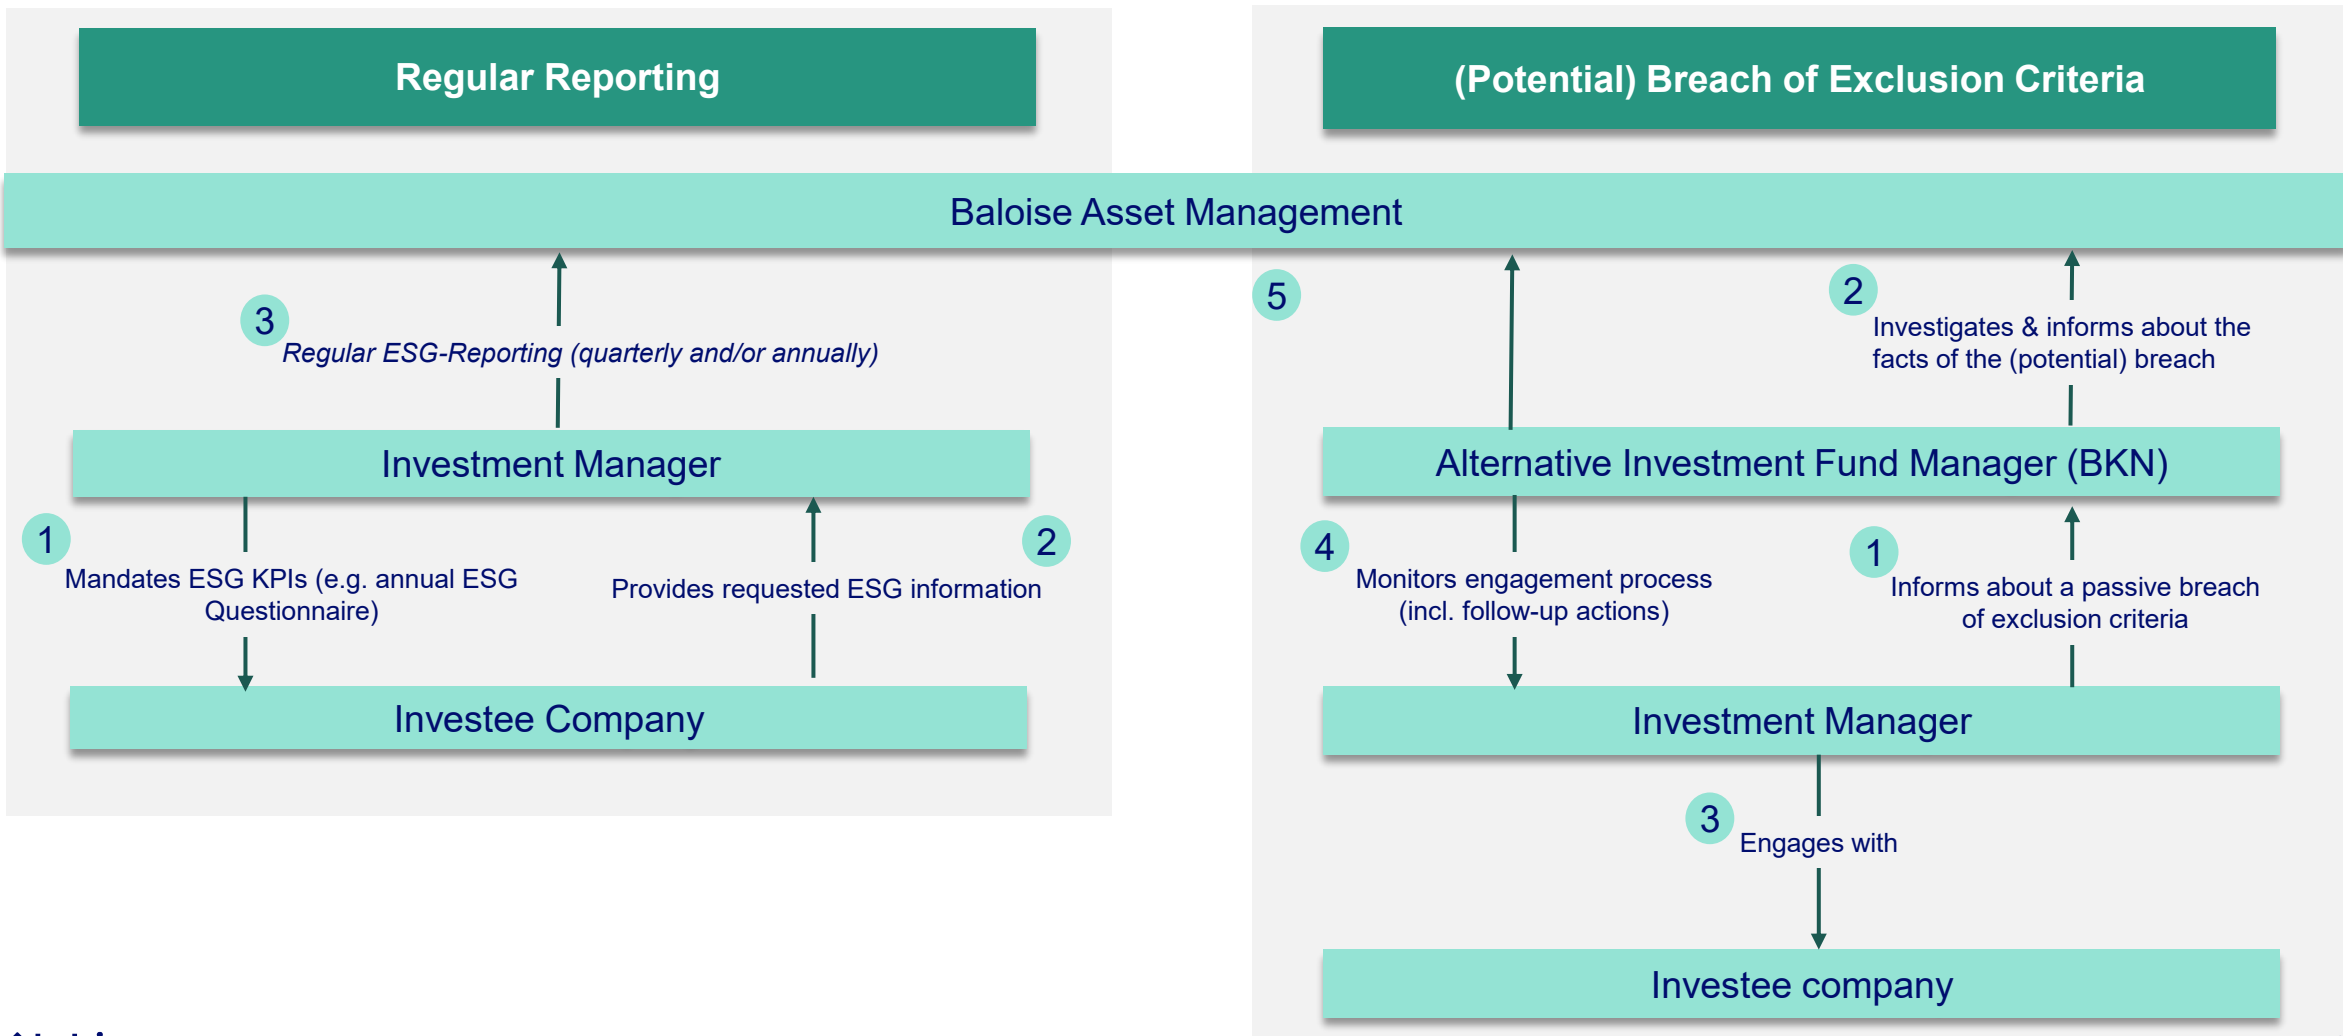 Regular Reporting
(Potential) Breach of Exclusion Criteria
Baloise Asset Management
3
Regular ESG-Reporting (quarterly and/or annually)
Investment Manager
1
Mandates ESG KPIs (e.g. annual ESG
Questionnaire)
2
Provides requested ESG information
Investee Company
5
2
Investigates & informs about the
facts of the (potential) breach
Alternative Investment Fund Manager (BKN)
4
Monitors engagement process
(incl. follow-up actions)
1
Informs about a passive breach
of exclusion criteria
Investment Manager
3
Engages with
Investee company